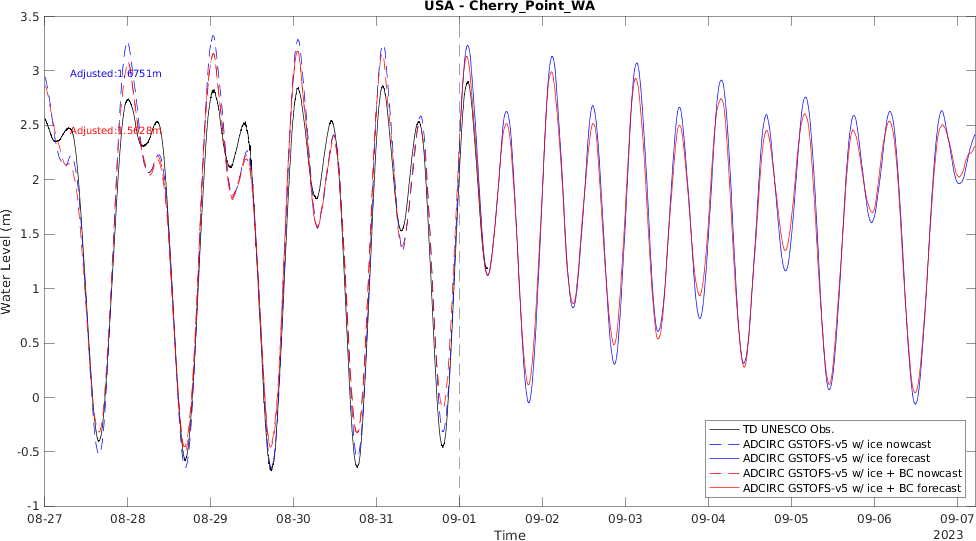 USA - Cherry_Point_WA
3.5
3
2.5
2
1.5
1
0.5
0
-0.5
-1
Water Level (m)
Adjusted:1.6751m
Adjusted:1.5628m
TD UNESCO Obs.
ADCIRC GSTOFS-v5 w/ ice nowcast
ADCIRC GSTOFS-v5 w/ ice forecast
ADCIRC GSTOFS-v5 w/ ice + BC nowcast
ADCIRC GSTOFS-v5 w/ ice + BC forecast
08-27 08-28 08-29 08-30 08-31 09-01 09-02 09-03 09-04 09-05 09-06 09-07
Time
2023